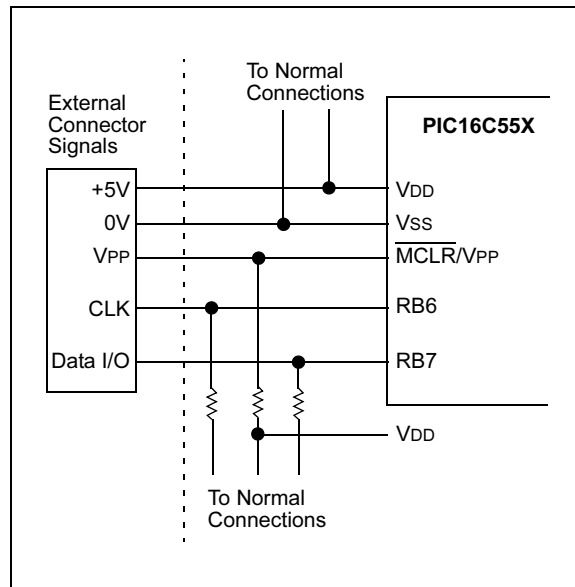 To Normal
Connections
External
Connector
Signals
PIC16C55X
+5V
VDD
0V
VSS
VPP
MCLR/VPP
CLK
RB6
Data I/O
RB7
VDD
To Normal
Connections